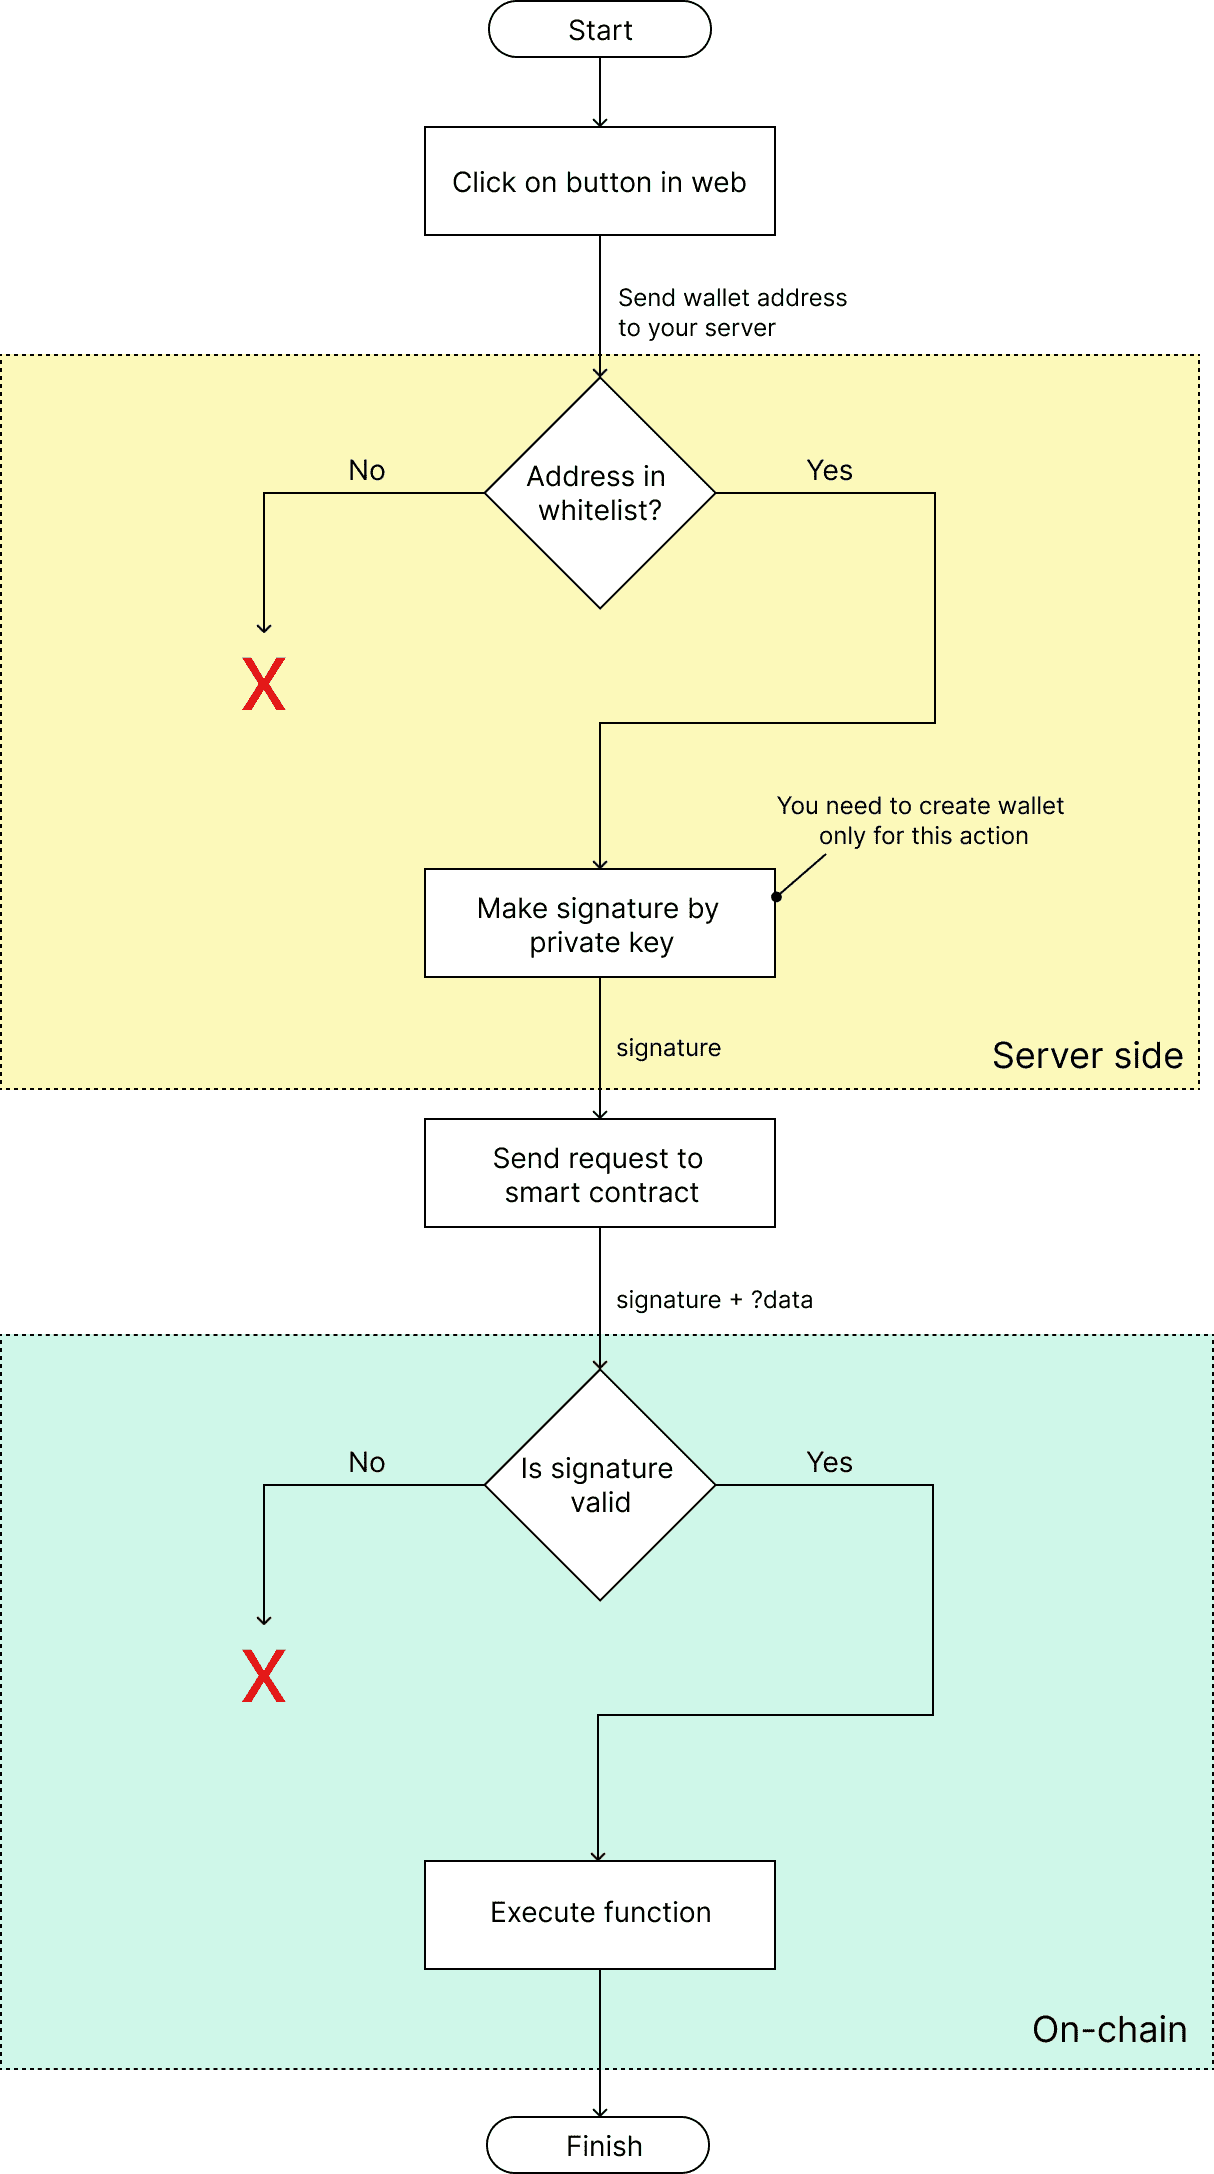 Start
Click on button in web
Send wallet address
to your server
Address in
whitelist?
No
Yes
X
You need to create wallet
only for this action
Make signature by
private key
signature
Server side
Send request to
smart contract
signature + ?data
Is signature
valid
No
Yes
X
Execute function
On-chain
Finish